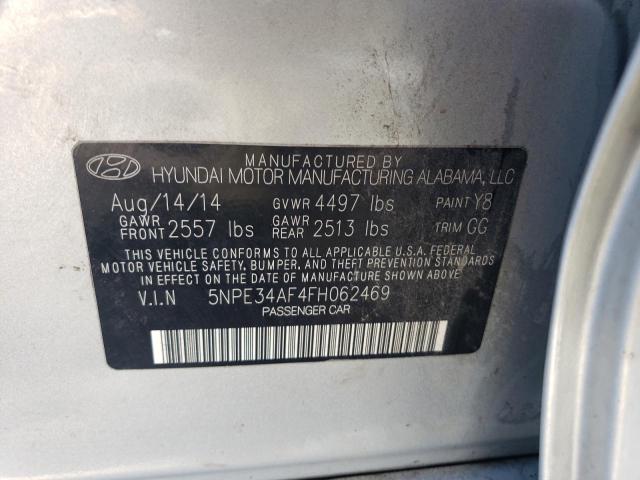 MANUFACTURED BY
HYUNDAI MOTOR MANUFACTURING ALABAMA, LLC
Aug/14/14 GVWR 4497 lbs PAINT Y8
GAWR FRONT 2557 lbs GAWR REAR 2513 lbs TRIM GG
THIS VEHICLE CONFORMS TO ALL APPLICABLE U.S.A. FEDERAL
MOTOR VEHICLE SAFETY, BUMPER, AND THEFT PREVENTION STANDARDS
IN EFFECT ON THE DATE OF MANUFACTURE SHOWN ABOVE.
V.I.N 5NPE34AF4FH062469
PASSENGER CAR